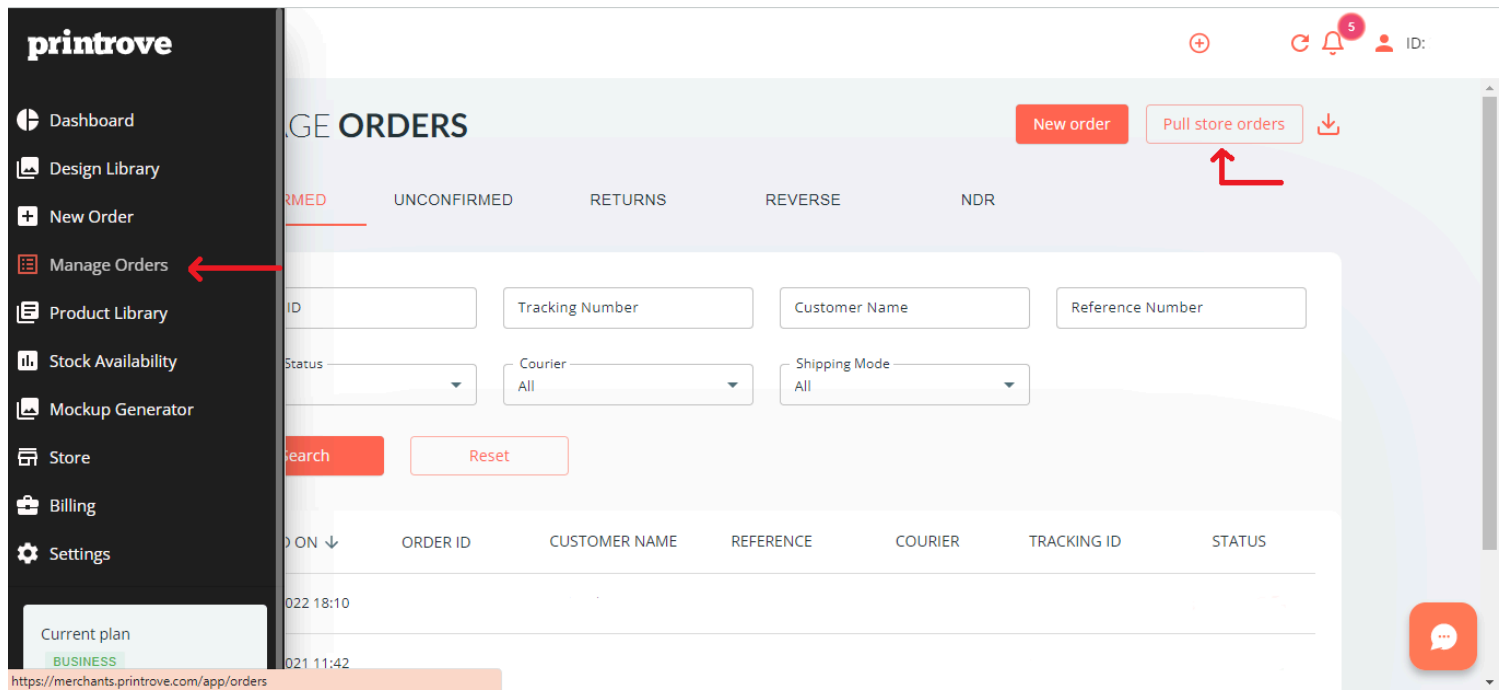 printrove
5
ID:
Dashboard
Design Library
New Order
Manage Orders
Product Library
Stock Availability
Mockup Generator
Store
Billing
Settings
Current plan
BUSINESS
https://merchants.printrove.com/app/orders
AGE ORDERS
New order
Pull store orders
RMED
UNCONFIRMED
RETURNS
REVERSE
NDR
ID
Tracking Number
Customer Name
Reference Number
Status
Courier
All
Shipping Mode
All
Search
Reset
D ON
ORDER ID
CUSTOMER NAME
REFERENCE
COURIER
TRACKING ID
STATUS
022 18:10
021 11:42